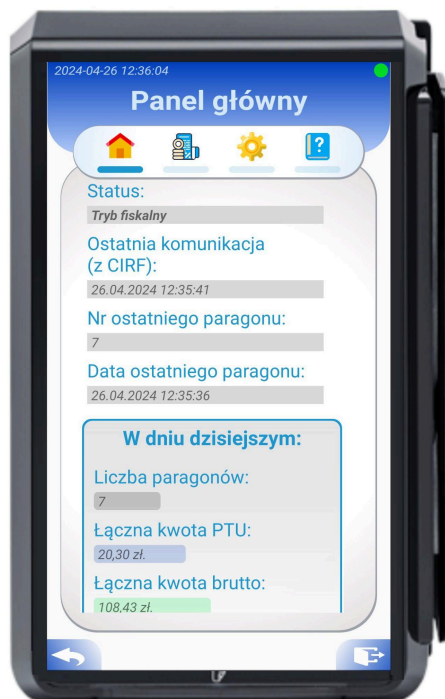 2024-04-26 12:36:04
Panel główny
Status:
Tryb fiskalny
Ostatnia komunikacja
(z CIRF):
26.04.2024 12:35:41
Nr ostatniego paragonu:
7
Data ostatniego paragonu:
26.04.2024 12:35:36
W dniu dzisiejszym:
Liczba paragonów:
7
Łączna kwota PTU:
20,30 zł.
Łączna kwota brutto:
108,43 zł.